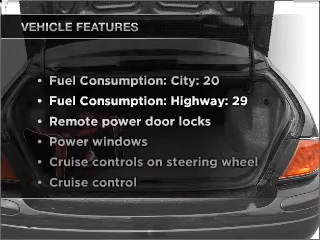 VEHICLE FEATURES
• Fuel Consumption: City: 20
• Fuel Consumption: Highway: 29
• Remote power door locks
• Power windows
• Cruise controls on steering wheel
• Cruise control